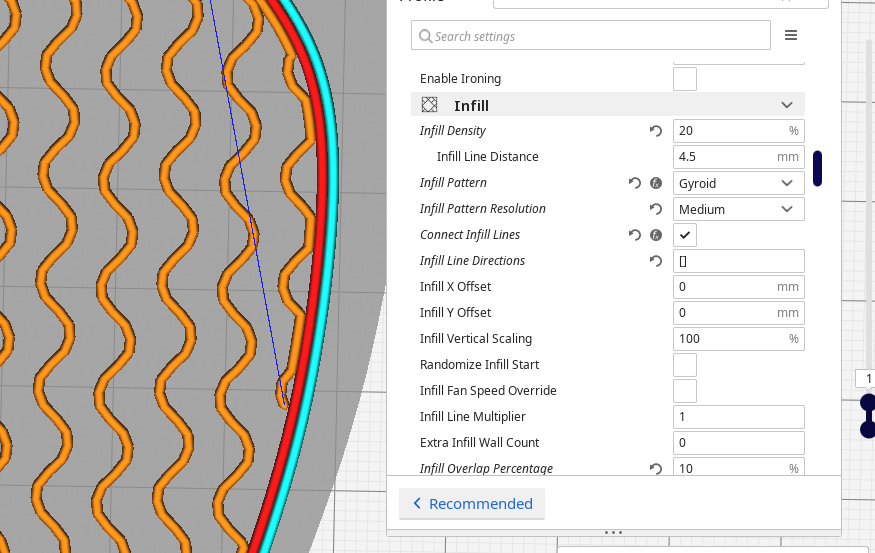 Search settings
Enable Ironing
Infill
Infill Density 20 %
Infill Line Distance 4.5 mm
Infill Pattern Gyroid
Infill Pattern Resolution Medium
Connect Infill Lines
Infill Line Directions []
Infill X Offset 0 mm
Infill Y Offset 0 mm
Infill Vertical Scaling 100 %
Randomize Infill Start
Infill Fan Speed Override
Infill Line Multiplier 1
Extra Infill Wall Count 0
Infill Overlap Percentage 10 %
Recommended
1